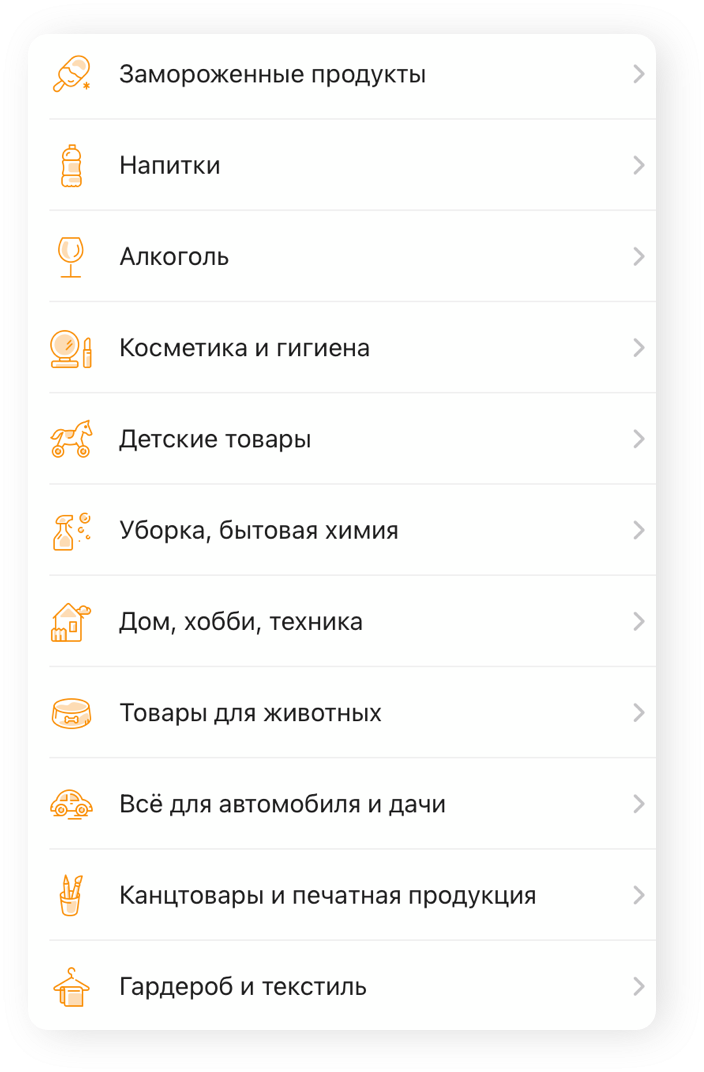 Замороженные продукты
Напитки
Алкоголь
Косметика и гигиена
Детские товары
Уборка, бытовая химия
Дом, хобби, техника
Товары для животных
Всё для автомобиля и дачи
Канцтовары и печатная продукция
Гардероб и текстиль